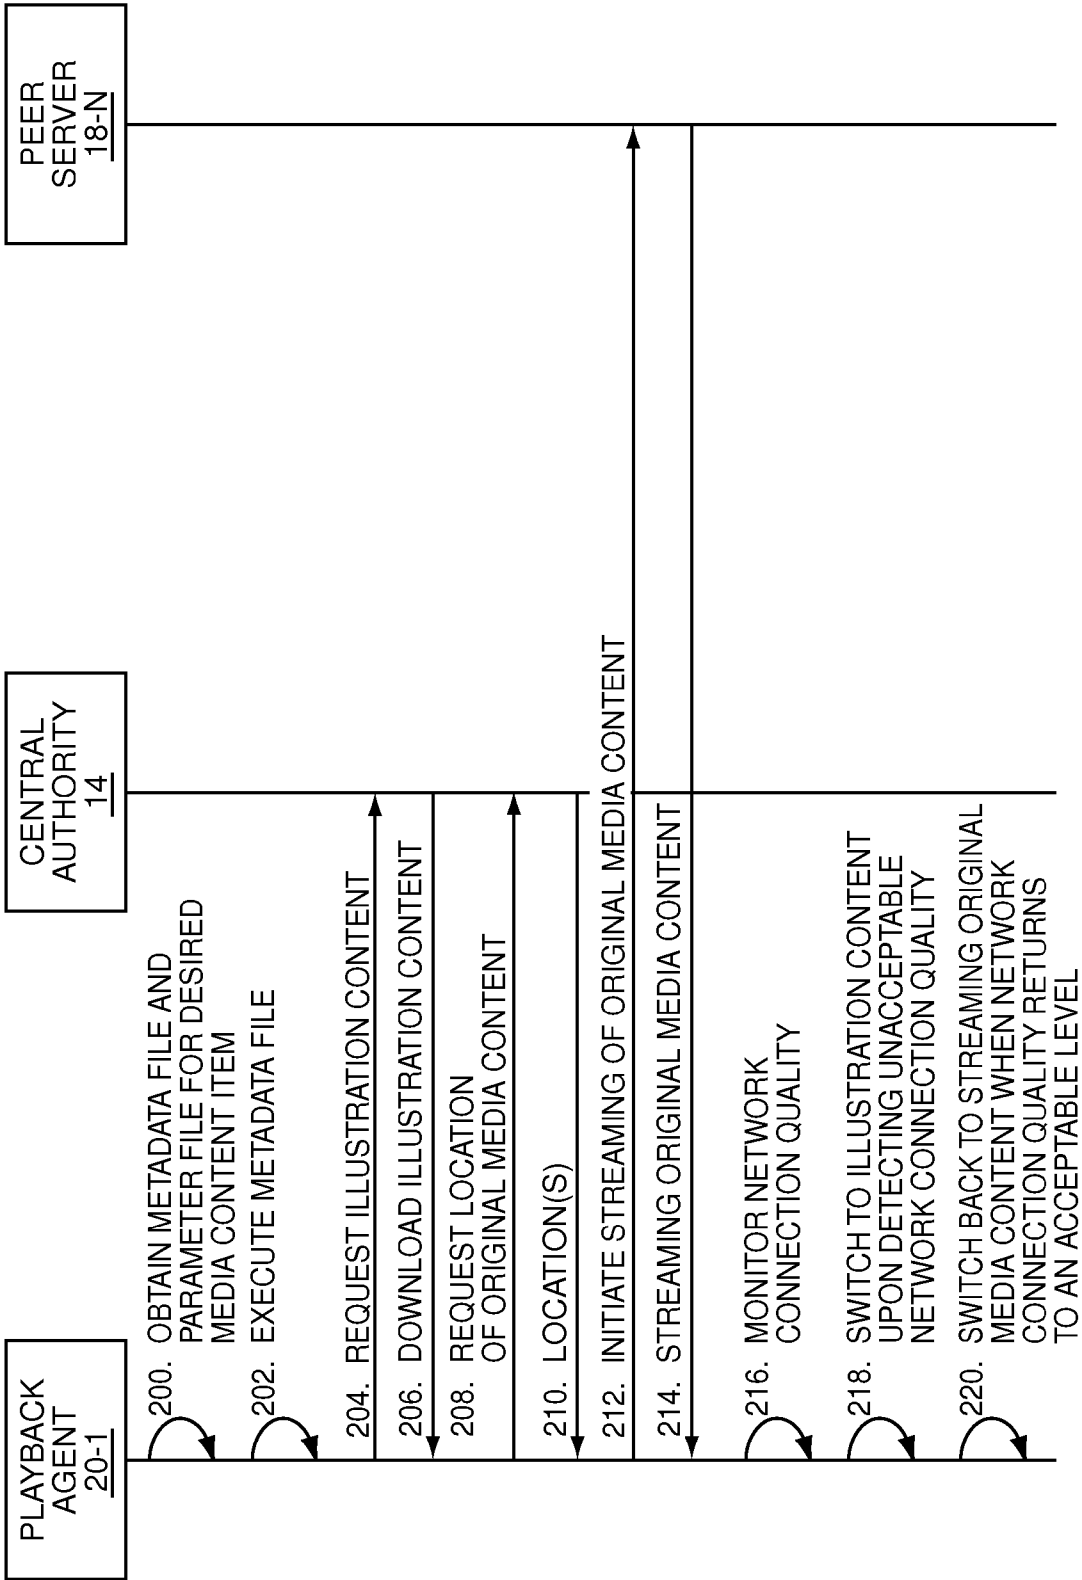 PLAYBACK
AGENT
20-1
CENTRAL
AUTHORITY
14
PEER
SERVER
18-N
200. OBTAIN METADATA FILE AND
PARAMETER FILE FOR DESIRED
MEDIA CONTENT ITEM
202. EXECUTE METADATA FILE
204. REQUEST ILLUSTRATION CONTENT
206. DOWNLOAD ILLUSTRATION CONTENT
208. REQUEST LOCATION
OF ORIGINAL MEDIA CONTENT
210. LOCATION(S)
212. INITIATE STREAMING OF ORIGINAL MEDIA CONTENT
214. STREAMING ORIGINAL MEDIA CONTENT
216. MONITOR NETWORK
CONNECTION QUALITY
218. SWITCH TO ILLUSTRATION CONTENT
UPON DETECTING UNACCEPTABLE
NETWORK CONNECTION QUALITY
220. SWITCH BACK TO STREAMING ORIGINAL
MEDIA CONTENT WHEN NETWORK
CONNECTION QUALITY RETURNS
TO AN ACCEPTABLE LEVEL